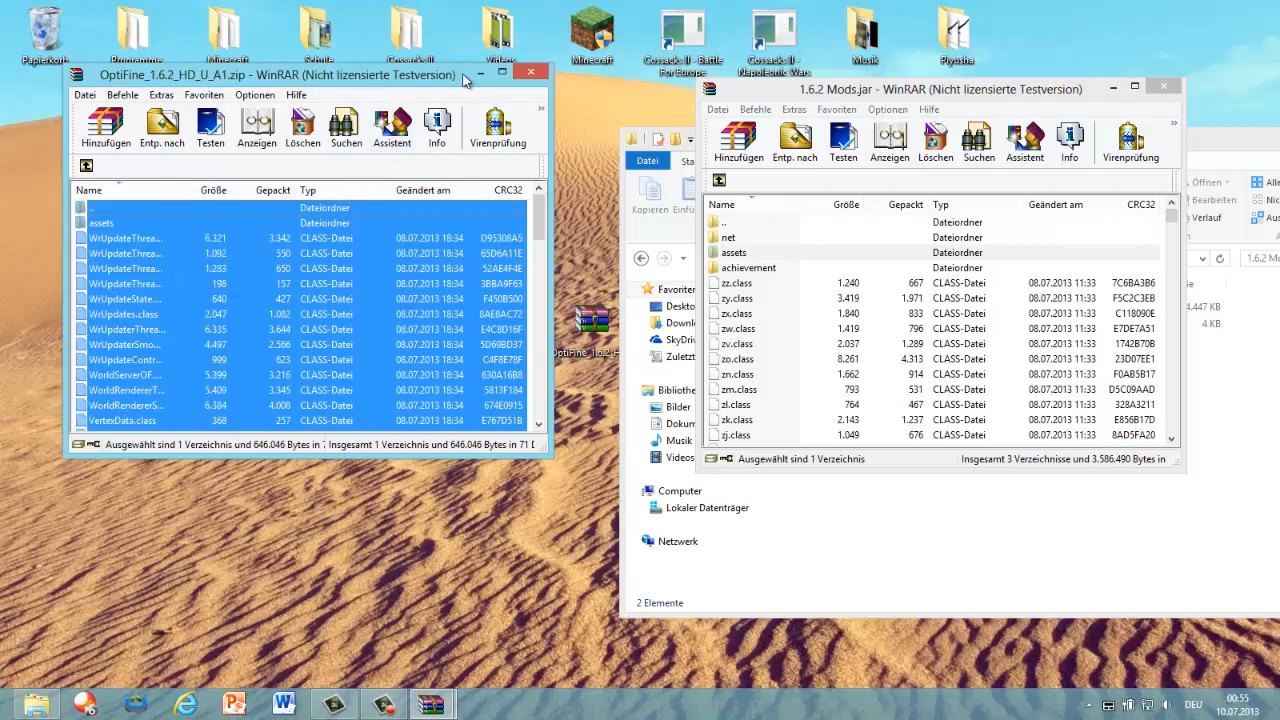 Papierkorb
Programme
Minecraft
Schule
Cossacks II
Videos
Minecraft
Cossacks II - Battle For Europe
Cossacks II - Napoleonic Wars
Musik
Piyusha
OptiFine_1.6.2_HD_U_A1.zip - WinRAR (Nicht lizensierte Testversion)
Datei Befehle Extras Favoriten Optionen Hilfe
Hinzufügen Entp. nach Testen Anzeigen Löschen Suchen Assistent Info Virenprüfung
Name Größe Gepackt Typ Geändert am CRC32
.. Dateiordner
assets Dateiordner
WrUpdateThrea... 6.321 3.342 CLASS-Datei 08.07.2013 18:34 D95308A5
WrUpdateThrea... 1.092 550 CLASS-Datei 08.07.2013 18:34 65D6A11E
WrUpdateThrea... 1.283 650 CLASS-Datei 08.07.2013 18:34 52AE4F4E
WrUpdateThrea... 198 157 CLASS-Datei 08.07.2013 18:34 3BBA9F63
WrUpdateState.... 640 427 CLASS-Datei 08.07.2013 18:34 F450B500
WrUpdates.class 2.047 1.082 CLASS-Datei 08.07.2013 18:34 8AE8AC72
WrUpdaterThrea... 6.335 3.644 CLASS-Datei 08.07.2013 18:34 E4C8D16F
WrUpdaterSmo... 4.497 2.566 CLASS-Datei 08.07.2013 18:34 5D69BD37
WrUpdateContr... 999 623 CLASS-Datei 08.07.2013 18:34 C4F8E78F
WorldServerOF.... 5.399 3.216 CLASS-Datei 08.07.2013 18:34 630A16B8
WorldRendererT... 5.409 3.345 CLASS-Datei 08.07.2013 18:34 5813F184
WorldRendererS... 6.384 4.008 CLASS-Datei 08.07.2013 18:34 674E0915
VertexData.class 368 257 CLASS-Datei 08.07.2013 18:34 E767D51B
Ausgewählt sind 1 Verzeichnis und 646.046 Bytes in 7 Insgesamt 1 Verzeichnis und 646.046 Bytes in 71 D
1.6.2 Mods.jar - WinRAR (Nicht lizensierte Testversion)
Datei Befehle Extras Favoriten Optionen Hilfe
Hinzufügen Entp. nach Testen Anzeigen Löschen Suchen Assistent Info Virenprüfung
Name Größe Gepackt Typ Geändert am CRC32
.. Dateiordner
net Dateiordner
assets Dateiordner
achievement Dateiordner
zz.class 1.240 667 CLASS-Datei 08.07.2013 11:33 7C6BA3B6
zy.class 3.419 1.971 CLASS-Datei 08.07.2013 11:33 F5C2F3EB
zx.class 1.840 833 CLASS-Datei 08.07.2013 11:33 C118090E
zw.class 1.419 796 CLASS-Datei 08.07.2013 11:33 E7DE7A51
zv.class 2.037 1.289 CLASS-Datei 08.07.2013 11:33 1742B70B
zo.class 8.261 4.313 CLASS-Datei 08.07.2013 11:33 23D07EE1
zn.class 1.662 914 CLASS-Datei 08.07.2013 11:33 F0A85B17
zm.class 793 531 CLASS-Datei 08.07.2013 11:33 D5C09AAD
zl.class 764 467 CLASS-Datei 08.07.2013 11:33 328A3211
zk.class 2.143 1.237 CLASS-Datei 08.07.2013 11:33 E856B17D
zj.class 1.049 676 CLASS-Datei 08.07.2013 11:33 8AD5FA20
Ausgewählt sind 1 Verzeichnis Insgesamt 3 Verzeichnisse und 3.586.490 Bytes in
Datei Sta
Kopieren Einfü
Öffnen Alle
Bearbeiten Nic
Verlauf Ausv
1.6.2 Mo
4.447 KB
4 KB
Favoriten
Deskto
Downl
SkyDriv
Zuletzt
Bibliothe
Bilder
Dokum
Musik
Videos
Computer
Lokaler Datenträger
Netzwerk
2 Elemente
OptiFine_1.6.2_H
DEU
00:55
10.07.2013